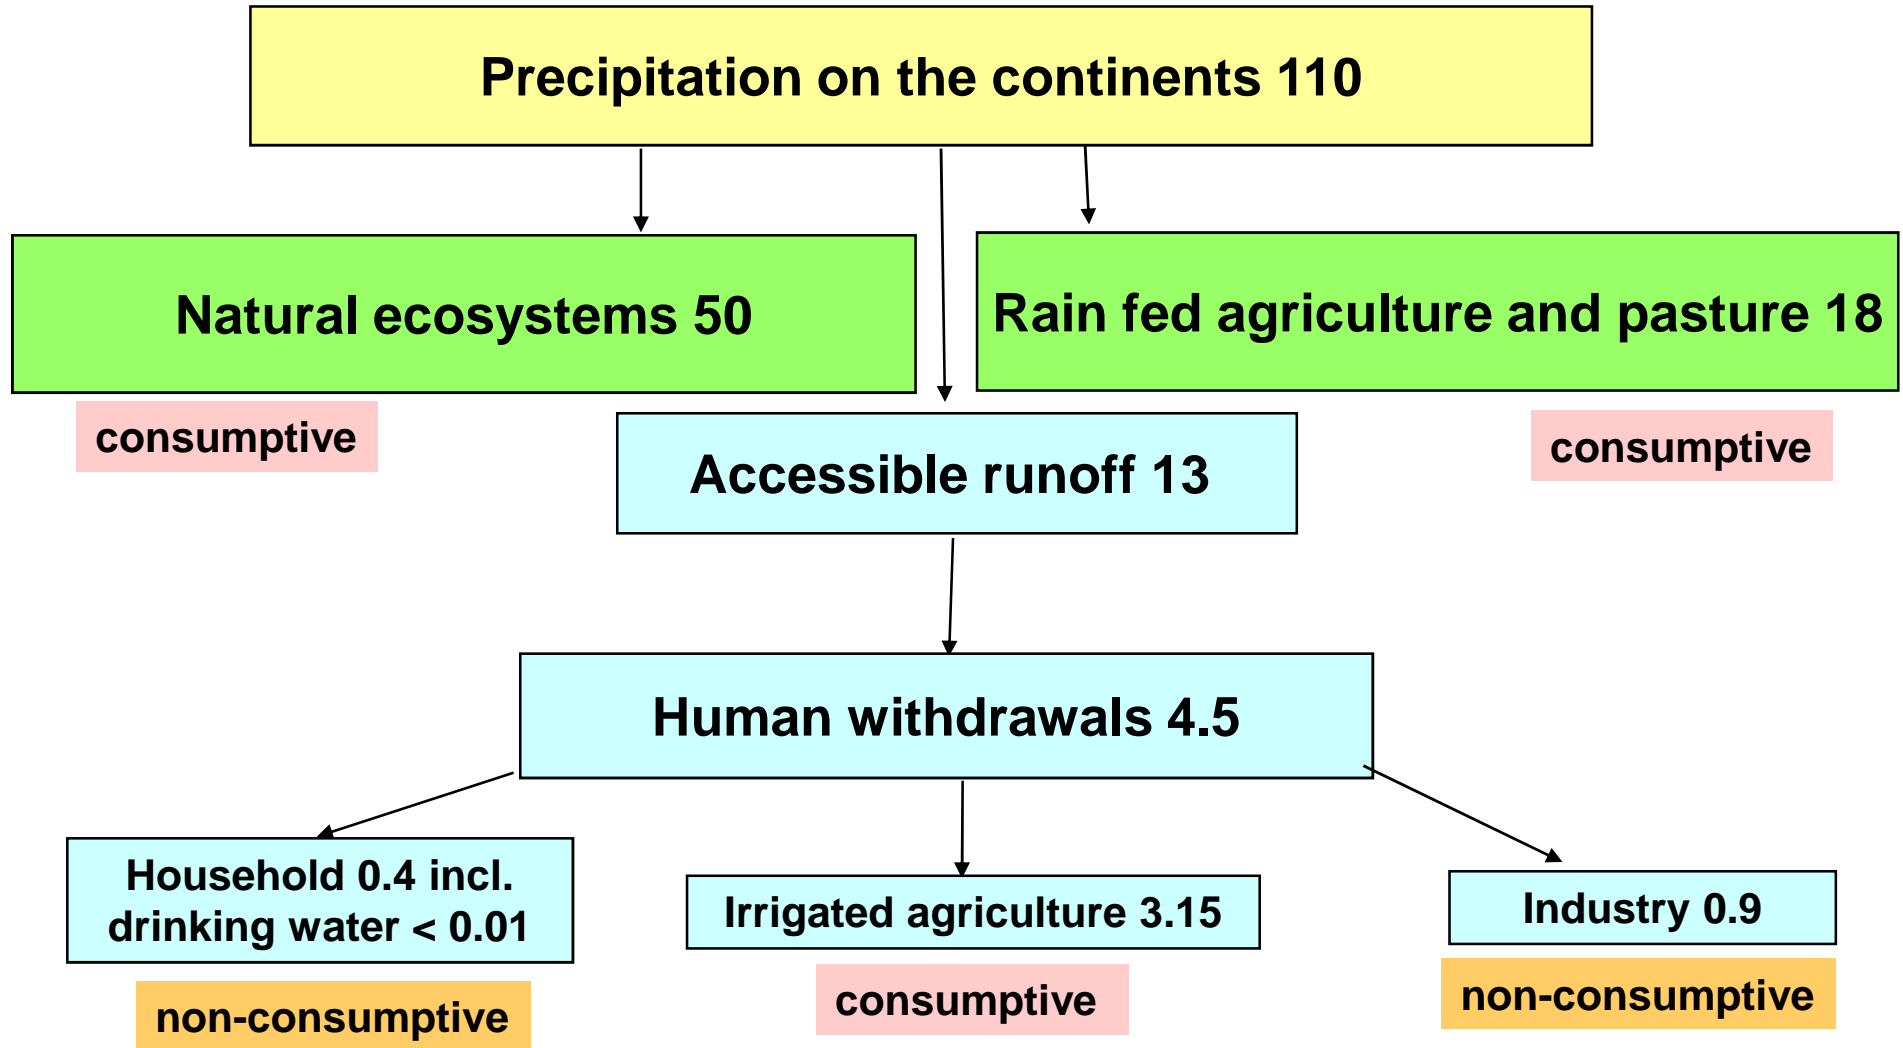 Precipitation on the continents 110
Natural ecosystems 50
Rain fed agriculture and pasture 18
consumptive
consumptive
Accessible runoff 13
Human withdrawals 4.5
Household 0.4 incl.
drinking water < 0.01
Irrigated agriculture 3.15
Industry 0.9
non-consumptive
consumptive
non-consumptive